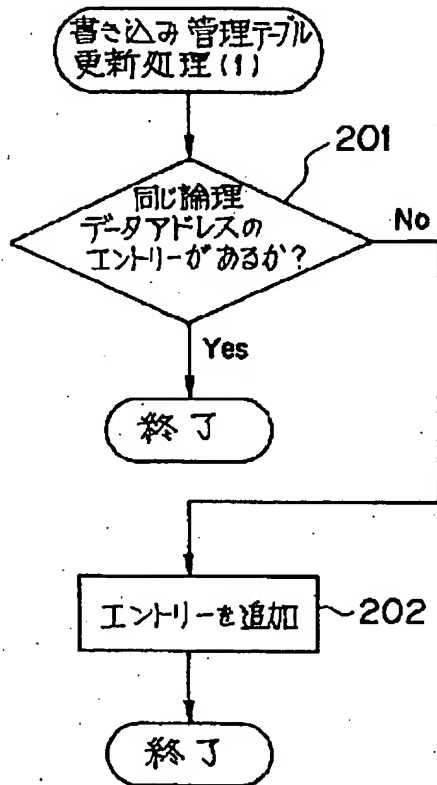 書き込み管理テーブル
更新処理(1)
201
同じ論理
データアドレスの
エントリーがあるか?
No
Yes
終了
エントリーを追加
202
終了